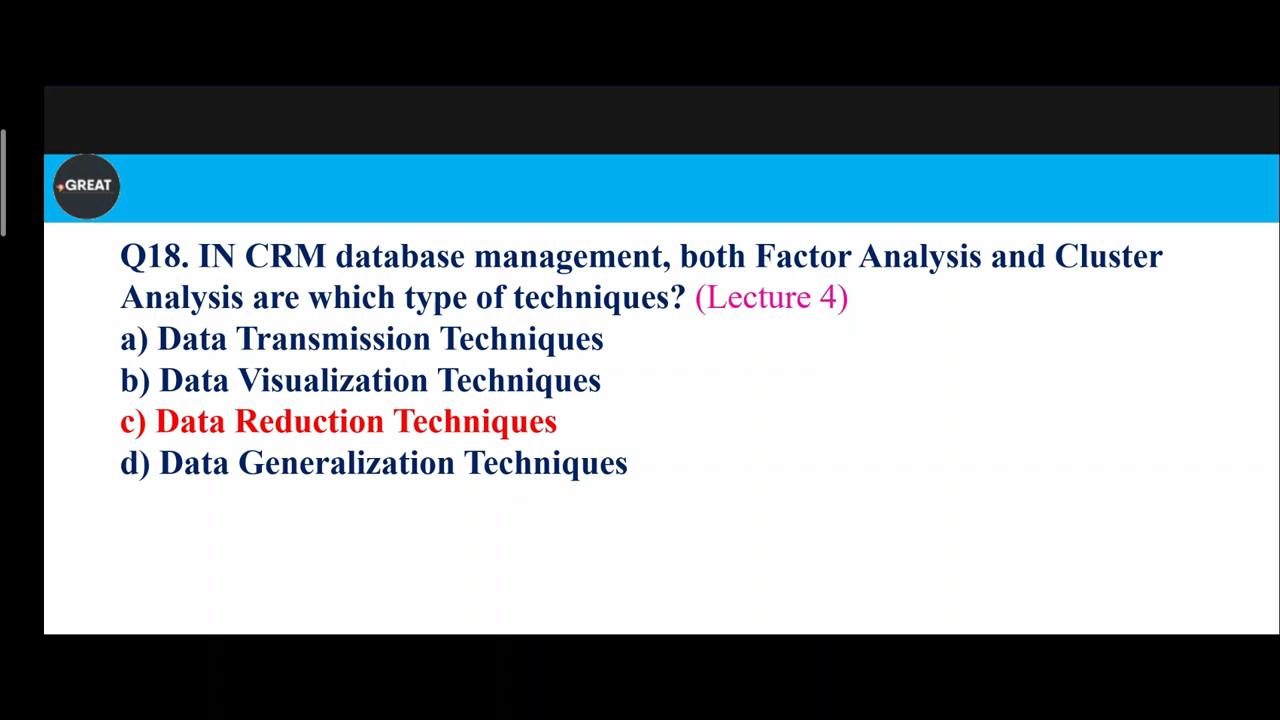 GREAT
Q18. IN CRM database management, both Factor Analysis and Cluster
Analysis are which type of techniques? (Lecture 4)
a) Data Transmission Techniques
b) Data Visualization Techniques
c) Data Reduction Techniques
d) Data Generalization Techniques